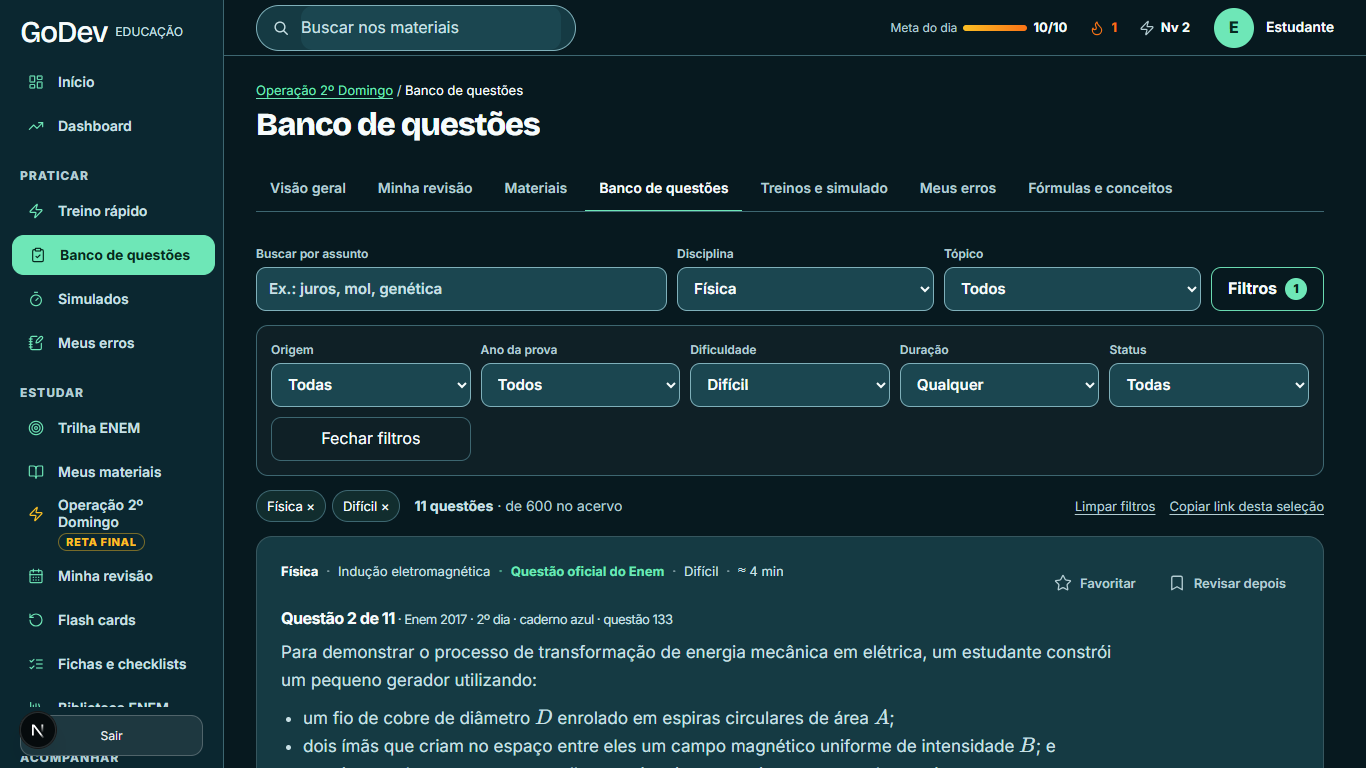 GoDev EDUCAÇÃO
Buscar nos materiais
Meta do dia 10/10 1 Nv 2 E Estudante
Início
Dashboard
PRATICAR
Treino rápido
Banco de questões
Simulados
Meus erros
ESTUDAR
Trilha ENEM
Meus materiais
Operação 2º
Domingo
RETA FINAL
Minha revisão
Flash cards
Fichas e checklists
Biblioteca ENEM
N
Sair
ACOMPANHAR
Operação 2º Domingo / Banco de questões
Banco de questões
Visão geral Minha revisão Materiais Banco de questões Treinos e simulado Meus erros Fórmulas e conceitos
Buscar por assunto Disciplina Tópico
Ex.: juros, mol, genética Física Todos Filtros 1
Origem Ano da prova Dificuldade Duração Status
Todas Todos Difícil Qualquer Todas
Fechar filtros
Física × Difícil × 11 questões · de 600 no acervo Limpar filtros Copiar link desta seleção
Física · Indução eletromagnética · Questão oficial do Enem · Difícil · ≈ 4 min
Favoritar Revisar depois
Questão 2 de 11 · Enem 2017 · 2º dia · caderno azul · questão 133
Para demonstrar o processo de transformação de energia mecânica em elétrica, um estudante constrói
um pequeno gerador utilizando:
• um fio de cobre de diâmetro D enrolado em espiras circulares de área A;
• dois ímãs que criam no espaço entre eles um campo magnético uniforme de intensidade B; e